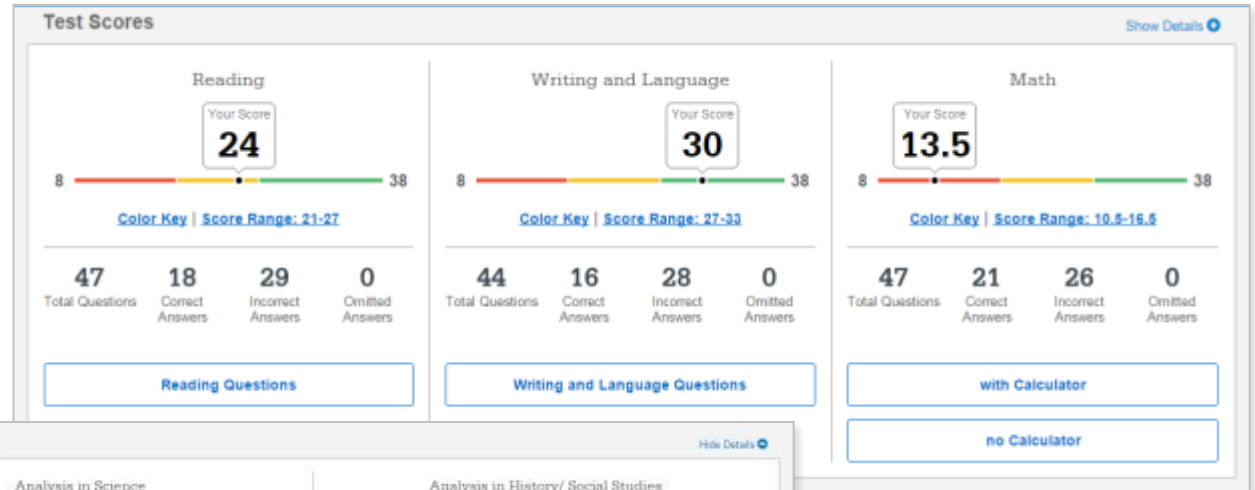 Test Scores
Show Details
Reading
Your Score
24
8
38
Color Key | Score Range: 21-27
47
18
29
0
Total Questions
Correct Answers
Incorrect Answers
Omitted Answers
Reading Questions
Writing and Language
Your Score
30
8
38
Color Key | Score Range: 27-33
44
16
28
0
Total Questions
Correct Answers
Incorrect Answers
Omitted Answers
Writing and Language Questions
Math
Your Score
13.5
8
38
Color Key | Score Range: 10.5-16.5
47
21
26
0
Total Questions
Correct Answers
Incorrect Answers
Omitted Answers
with Calculator
no Calculator
Hide Details
Analysis in Science
Analysis in History/ Social Studies